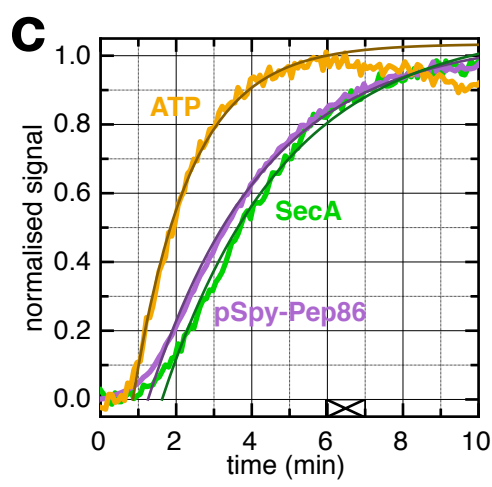 C
1.0
ATP
0.8
normalised signal
0.6
SecA
0.4
pSpy-Pep86
0.2
0.0
0 2 4 6 8 10
time (min)